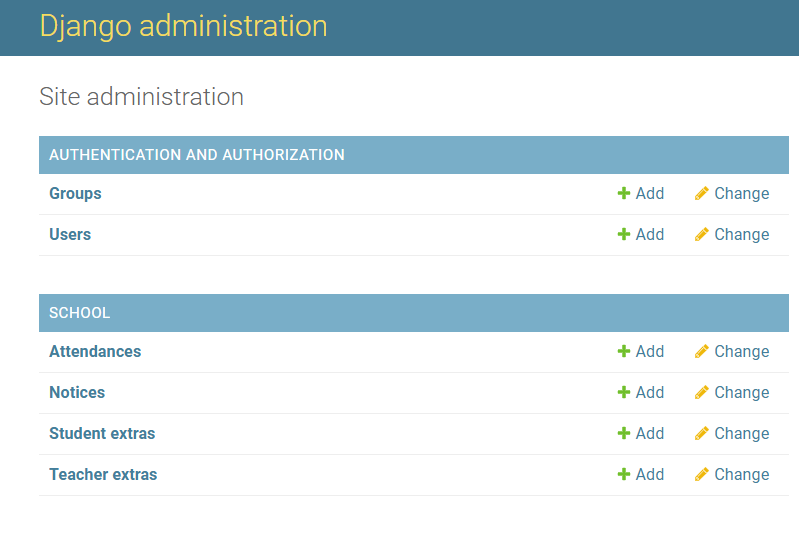 Django administration
Site administration
AUTHENTICATION AND AUTHORIZATION
Groups Add Change
Users Add Change
SCHOOL
Attendances Add Change
Notices Add Change
Student extras Add Change
Teacher extras Add Change